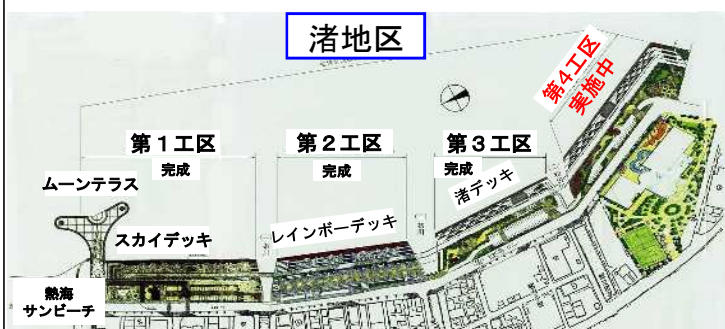 渚地区
第4工区
実施中
第1工区
完成
第2工区
完成
第3工区
完成
渚デッキ
ムーンテラス
スカイデッキ
レインボーデッキ
熱海
サンビーチ